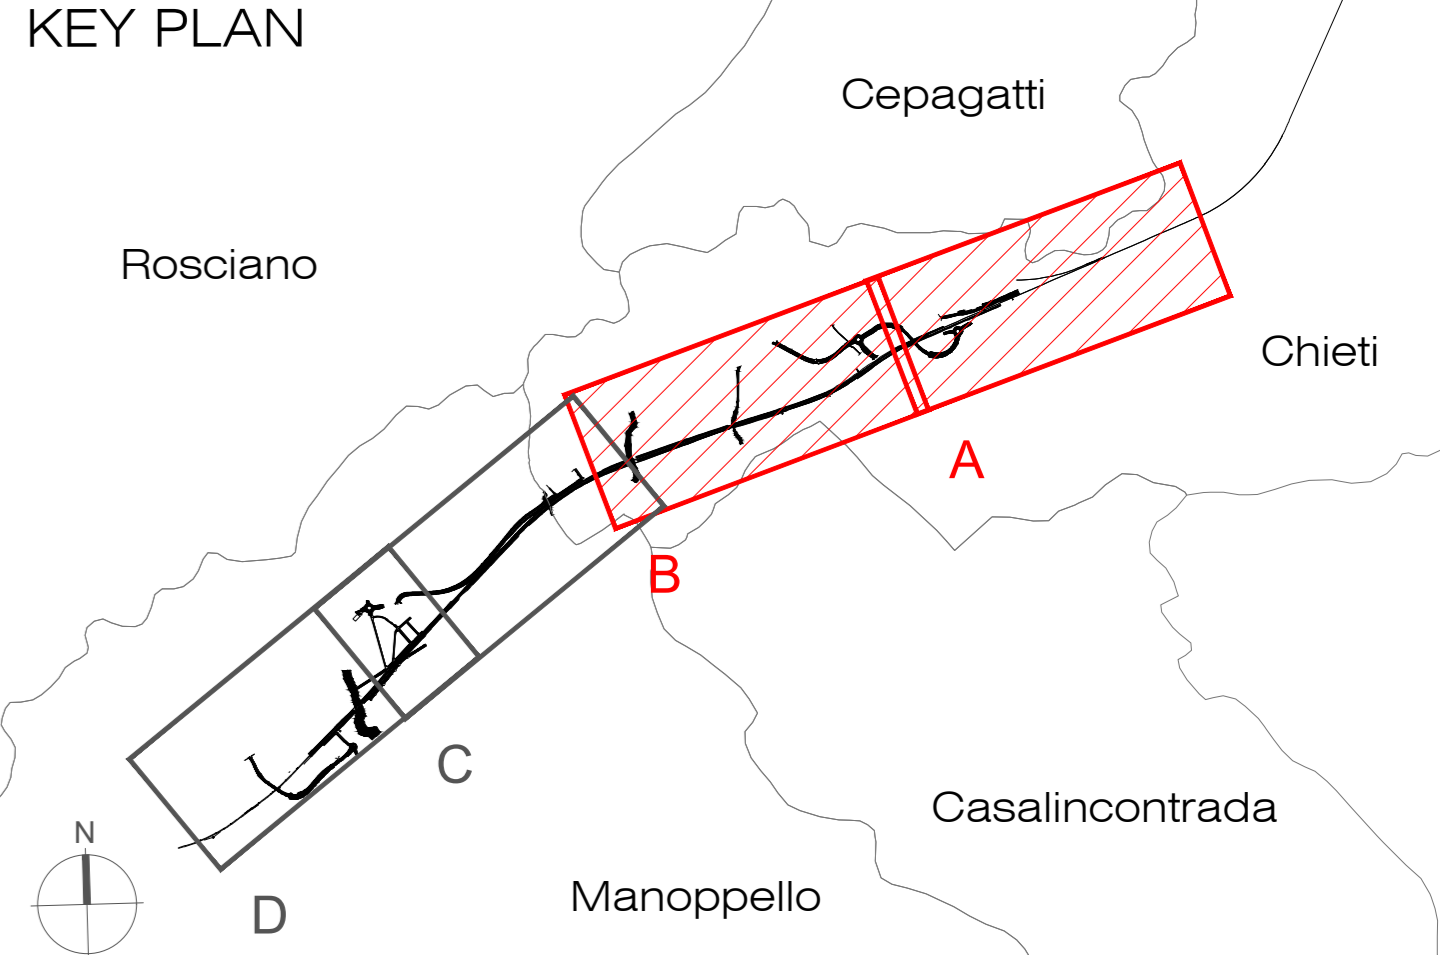 KEY PLAN
Cepagatti
Rosciano
Chieti
A
B
C
Casalincontrada
N
Manoppello
D